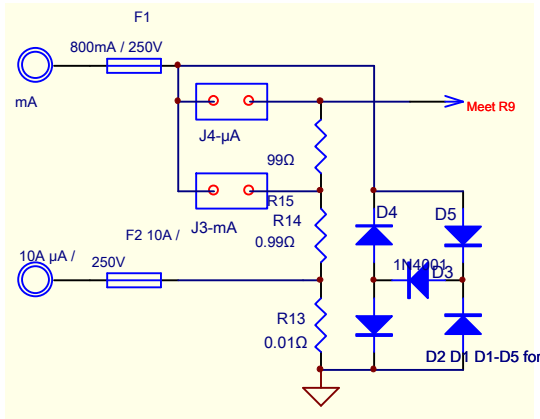 F1
800mA / 250V
mA
Meet R9
J4-µA
99Ω
R15
J3-mA
R14
0.99Ω
D4
D5
F2 10A /
10A µA /
250V
1N4001
D3
R13
0.01Ω
D2 D1 D1-D5 for